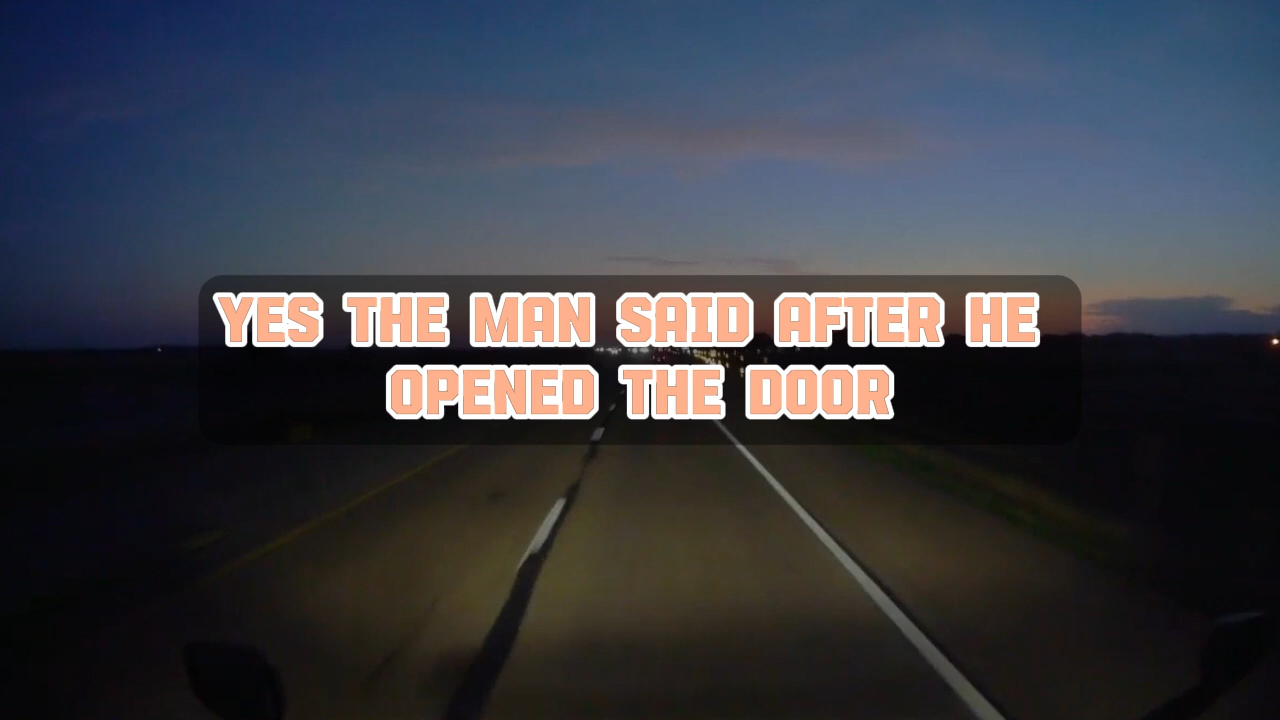 YES THE MAN SAID AFTER HE
OPENED THE DOOR